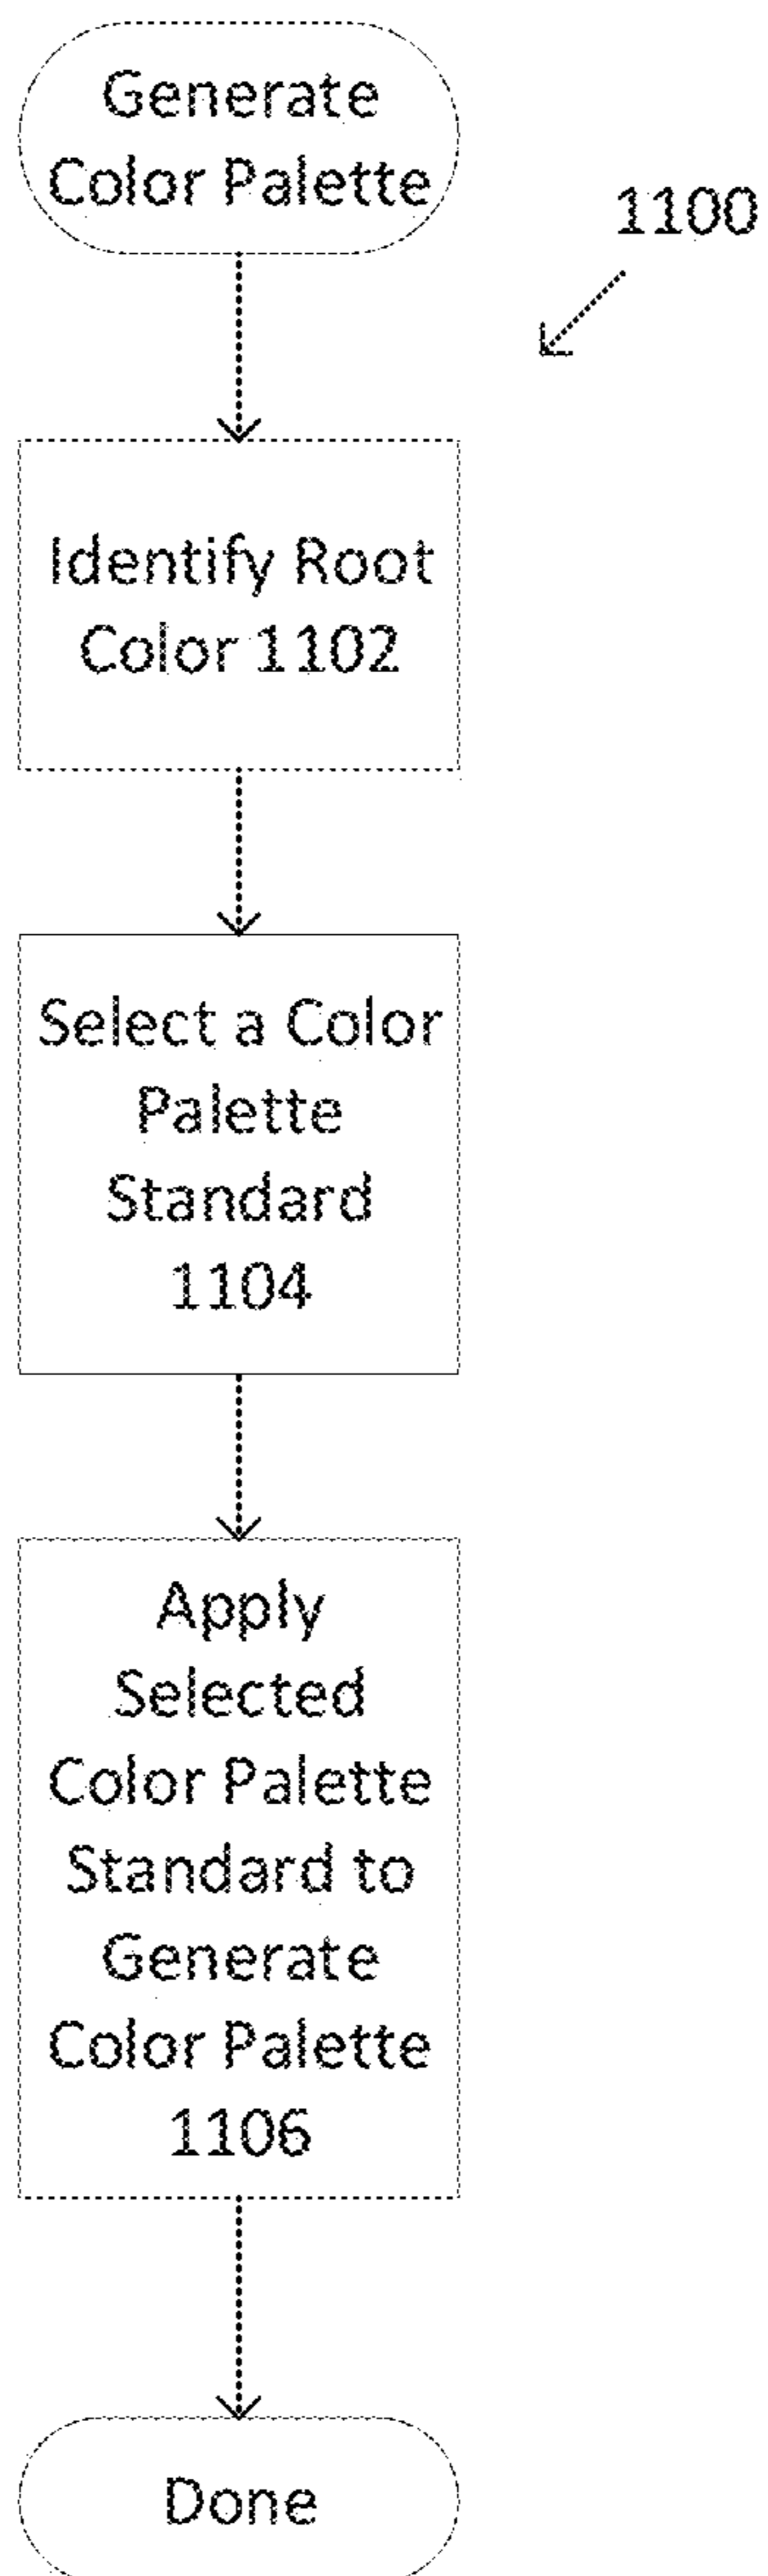 Generate
Color Palette
1100
Identify Root
Color 1102
Select a Color
Palette
Standard
1104
Apply
Selected
Color Palette
Standard to
Generate
Color Palette
1106
Done